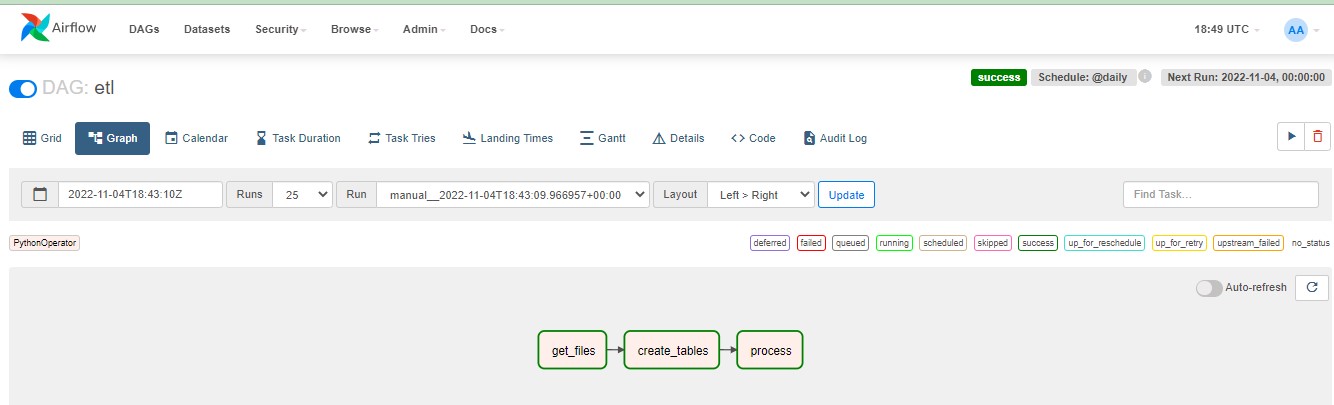 Airflow DAGs Datasets Security Browse Admin Docs 18:49 UTC AA
DAG: etl success Schedule: @daily i Next Run: 2022-11-04, 00:00:00
Grid Graph Calendar Task Duration Task Tries Landing Times Gantt Details <> Code Audit Log
2022-11-04T18:43:10Z Runs 25 Run manual__2022-11-04T18:43:09.966957+00:00 Layout Left > Right Update Find Task...
PythonOperator deferred failed queued running scheduled skipped success up_for_reschedule up_for_retry upstream_failed no_status
Auto-refresh
get_files create_tables process